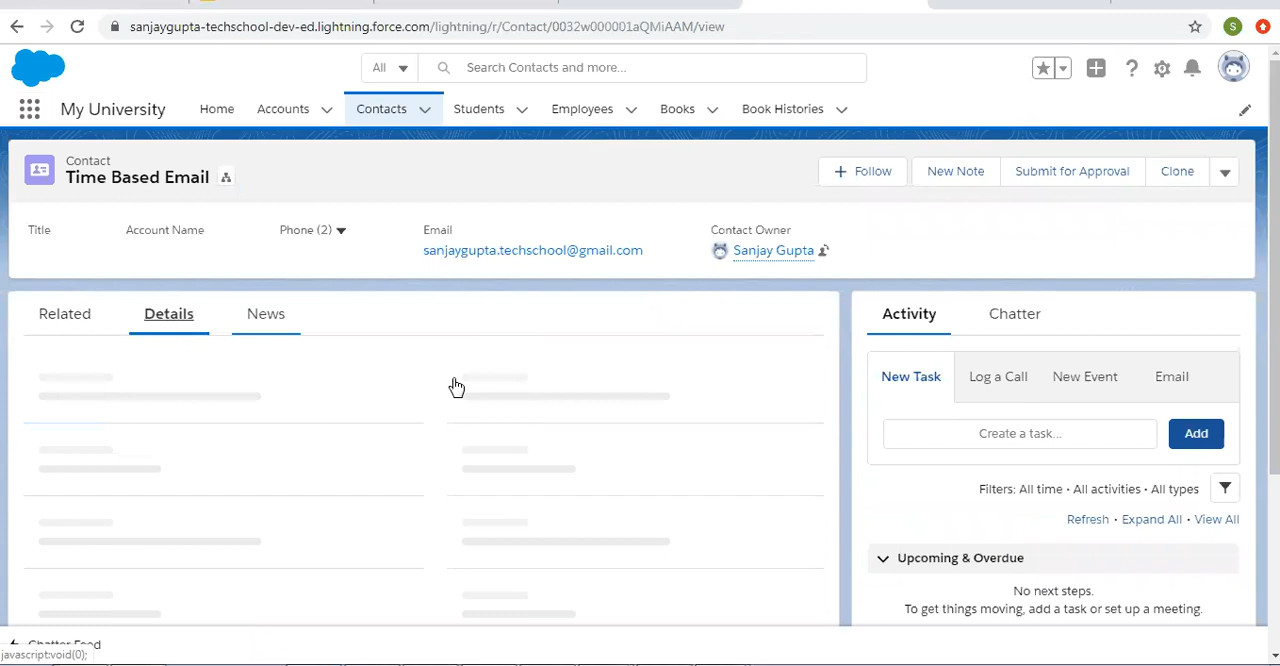 sanjaygupta-techschool-dev-ed.lightning.force.com/lightning/r/Contact/0032w000001aQMiAAM/view
S
All Search Contacts and more...
My University Home Accounts Contacts Students Employees Books Book Histories
Contact
Time Based Email
Follow New Note Submit for Approval Clone
Title Account Name Phone (2) Email Contact Owner
sanjaygupta.techschool@gmail.com Sanjay Gupta
Related Details News
Activity Chatter
New Task Log a Call New Event Email
Create a task... Add
Filters: All time • All activities • All types
Refresh • Expand All • View All
Upcoming & Overdue
No next steps.
To get things moving, add a task or set up a meeting.
Chatter Feed
javascript:void(0);